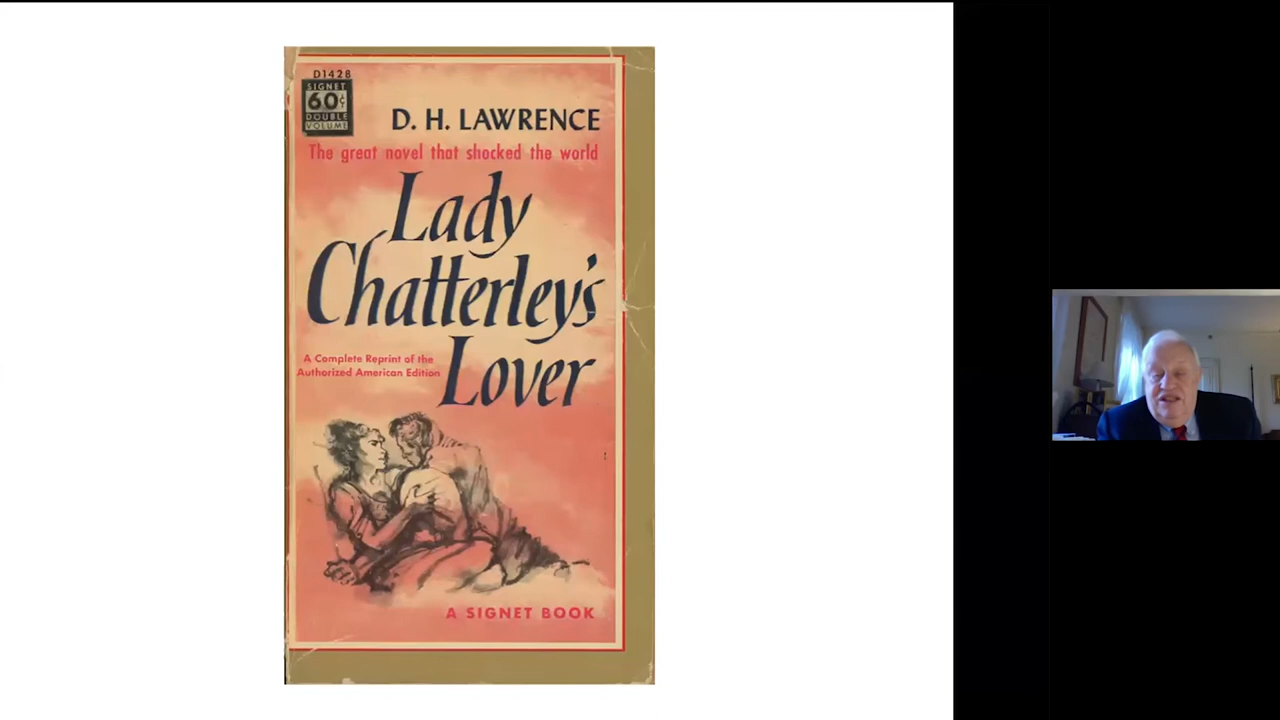 D1428
SIGNET
60¢
DOUBLE
VOLUME
D. H. LAWRENCE
The great novel that shocked the world
Lady
Chatterley's
Lover
A Complete Reprint of the
Authorized American Edition
A SIGNET BOOK